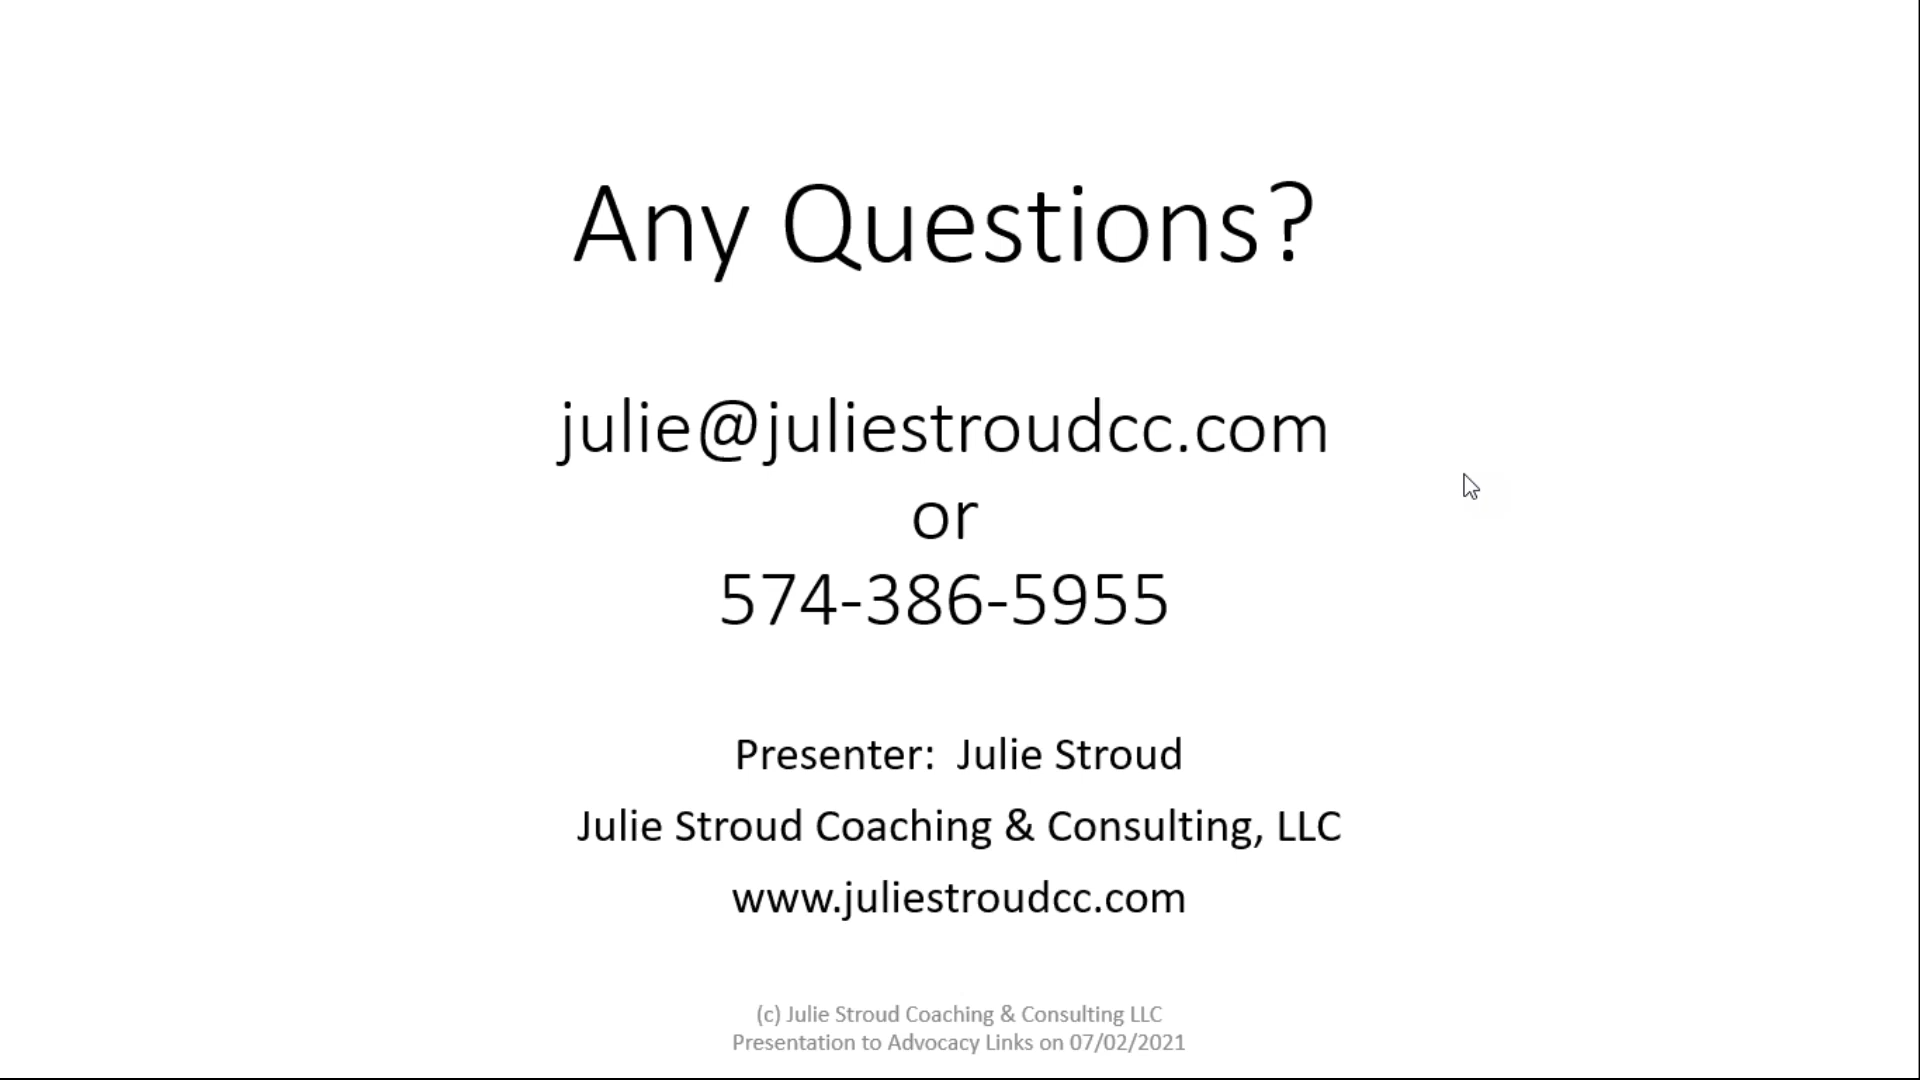 Any Questions?
julie@juliestroudcc.com
or
574-386-5955
Presenter:  Julie Stroud
Julie Stroud Coaching & Consulting, LLC
www.juliestroudcc.com
(c) Julie Stroud Coaching & Consulting LLC
Presentation to Advocacy Links on 07/02/2021